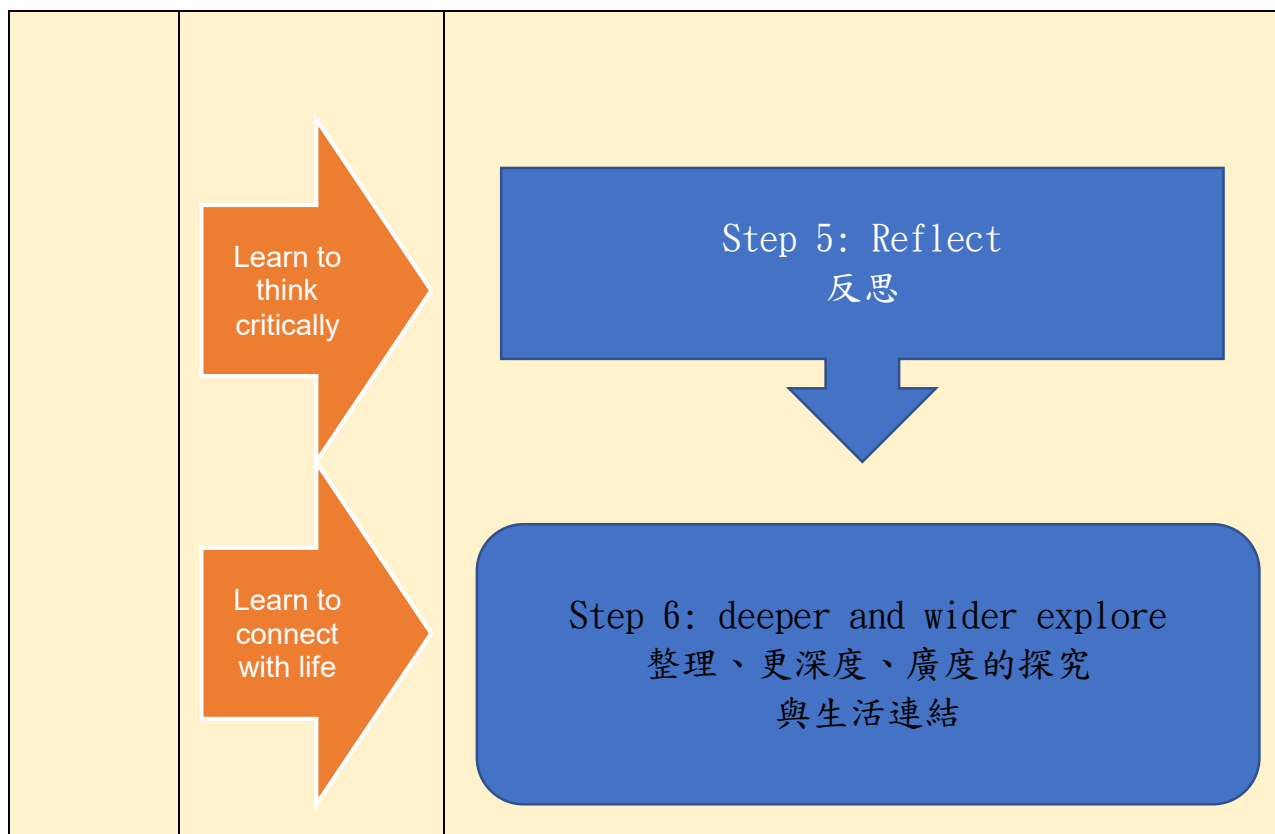 Learn to
think
critically
Step 5: Reflect
反思
Learn to
connect
with life
Step 6: deeper and wider explore
整理、更深度、廣度的探究
與生活連結